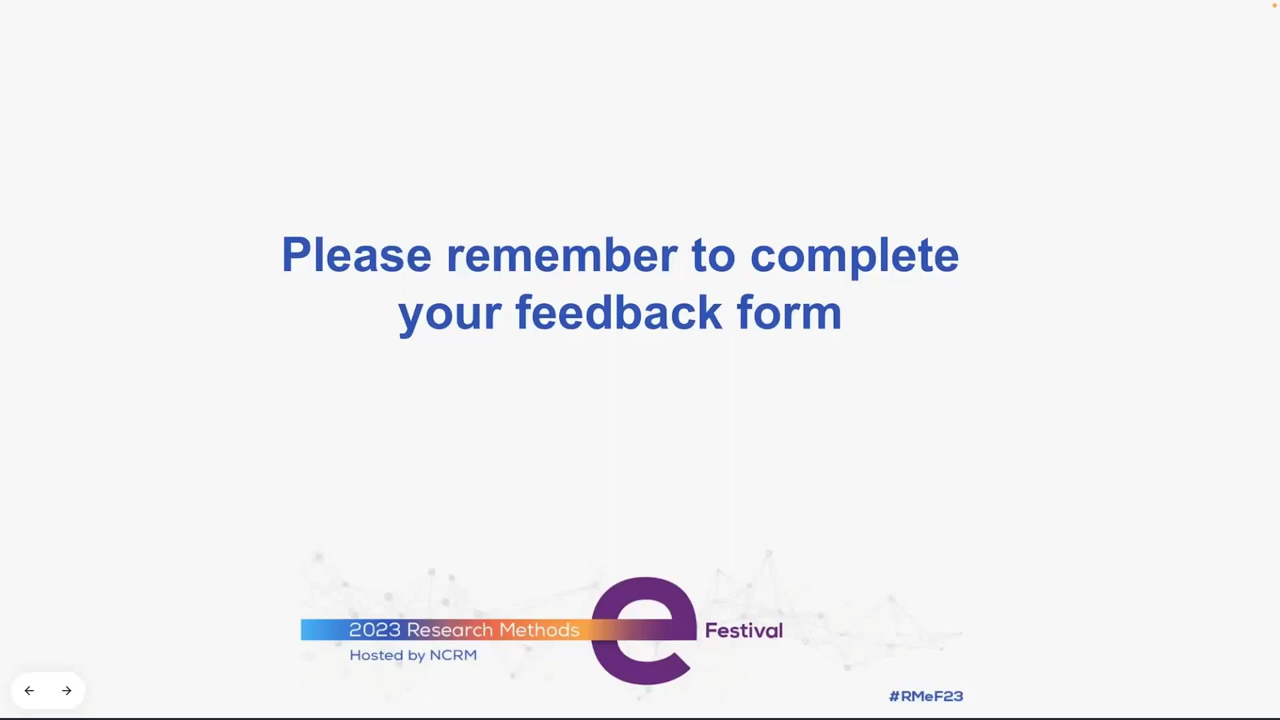 Please remember to complete
your feedback form
2023 Research Methods e Festival
Hosted by NCRM
#RMeF23